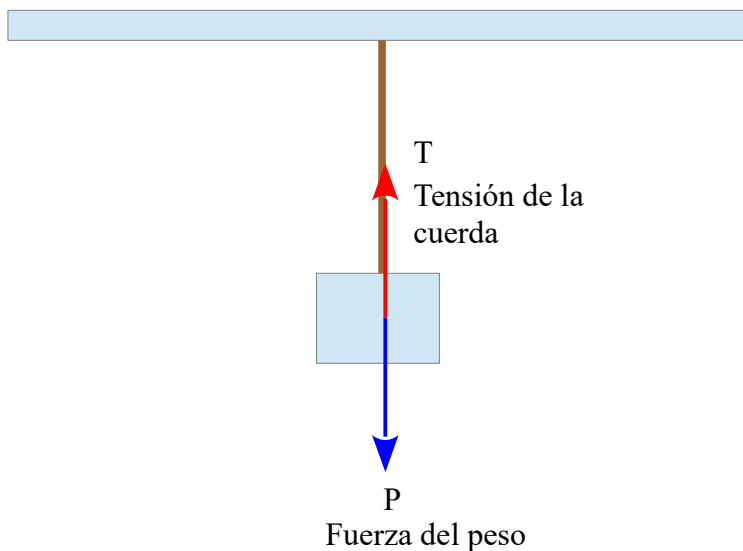 T
Tensión de la
cuerda
P
Fuerza del peso